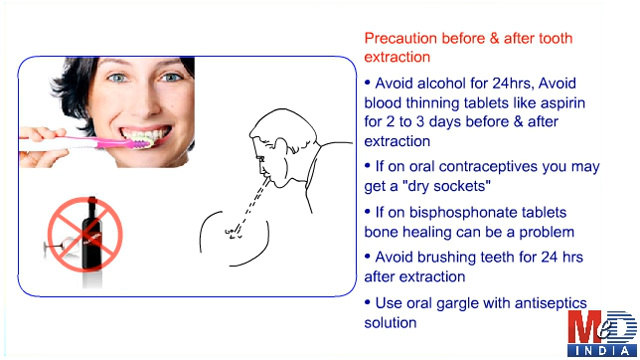 Precaution before & after tooth
extraction
• Avoid alcohol for 24hrs, Avoid
blood thinning tablets like aspirin
for 2 to 3 days before & after
extraction
• If on oral contraceptives you may
get a "dry sockets"
• If on bisphosphonate tablets
bone healing can be a problem
• Avoid brushing teeth for 24 hrs
after extraction
• Use oral gargle with antiseptics
solution
MeD
INDIA